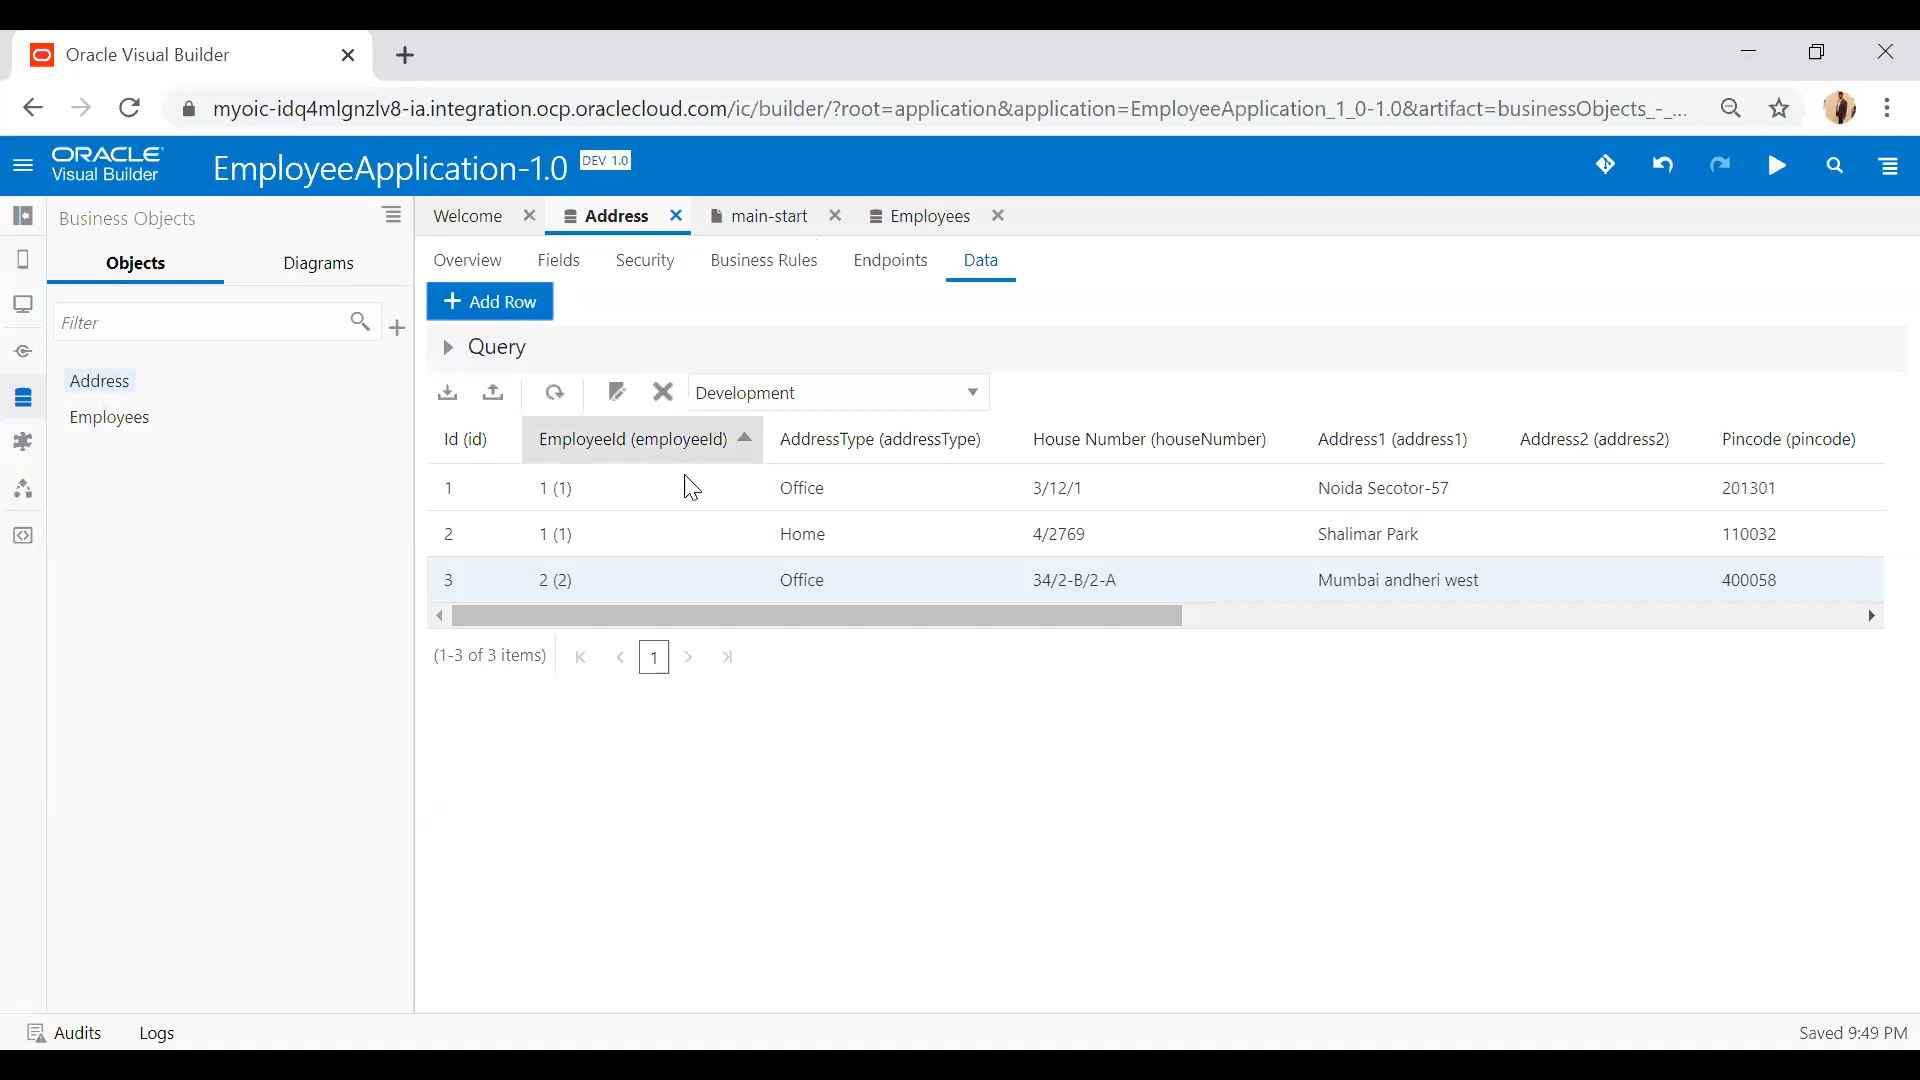 Oracle Visual Builder
myoic-idq4mlgnzlv8-ia.integration.ocp.oraclecloud.com/ic/builder/?root=application&application=EmployeeApplication_1_0-1.0&artifact=businessObjects_-_...
ORACLE
Visual Builder
EmployeeApplication-1.0
DEV 1.0
Business Objects
Objects
Diagrams
Filter
Address
Employees
Welcome
Address
main-start
Employees
Overview
Fields
Security
Business Rules
Endpoints
Data
Add Row
Query
Development
Id (id) EmployeeId (employeeId) AddressType (addressType) House Number (houseNumber) Address1 (address1) Address2 (address2) Pincode (pincode)
1 1 (1) Office 3/12/1 Noida Secotor-57 201301
2 1 (1) Home 4/2769 Shalimar Park 110032
3 2 (2) Office 34/2-B/2-A Mumbai andheri west 400058
(1-3 of 3 items) 1
Audits
Logs
Saved 9:49 PM